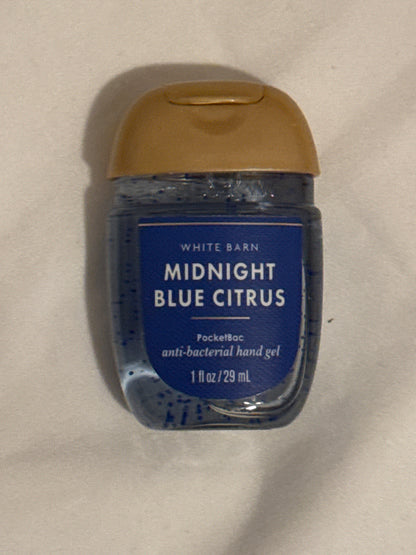 WHITE BARN
MIDNIGHT
BLUE CITRUS
PocketBac
anti-bacterial hand gel
1 fl oz / 29 mL